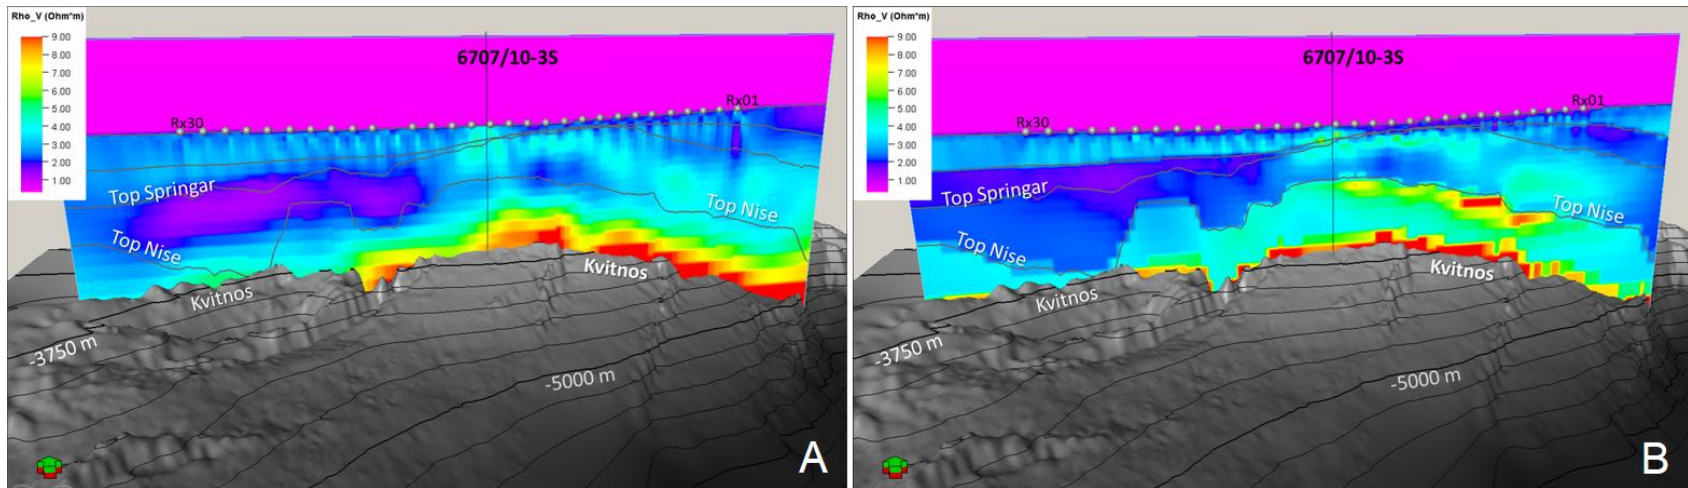 Rho_V (Ohm*m)
9.00
8.00
7.00
6.00
5.00
4.00
3.00
2.00
1.00
6707/10-3S
Rx30
Rx01
Top Springar
Top Nise
Top Nise
Kvitnos
Kvitnos
-3750 m
-5000 m
A
Rho_V (Ohm*m)
9.00
8.00
7.00
6.00
5.00
4.00
3.00
2.00
1.00
6707/10-3S
Rx30
Rx01
Top Springar
Top Nise
Top Nise
Kvitnos
Kvitnos
-3750 m
-5000 m
B